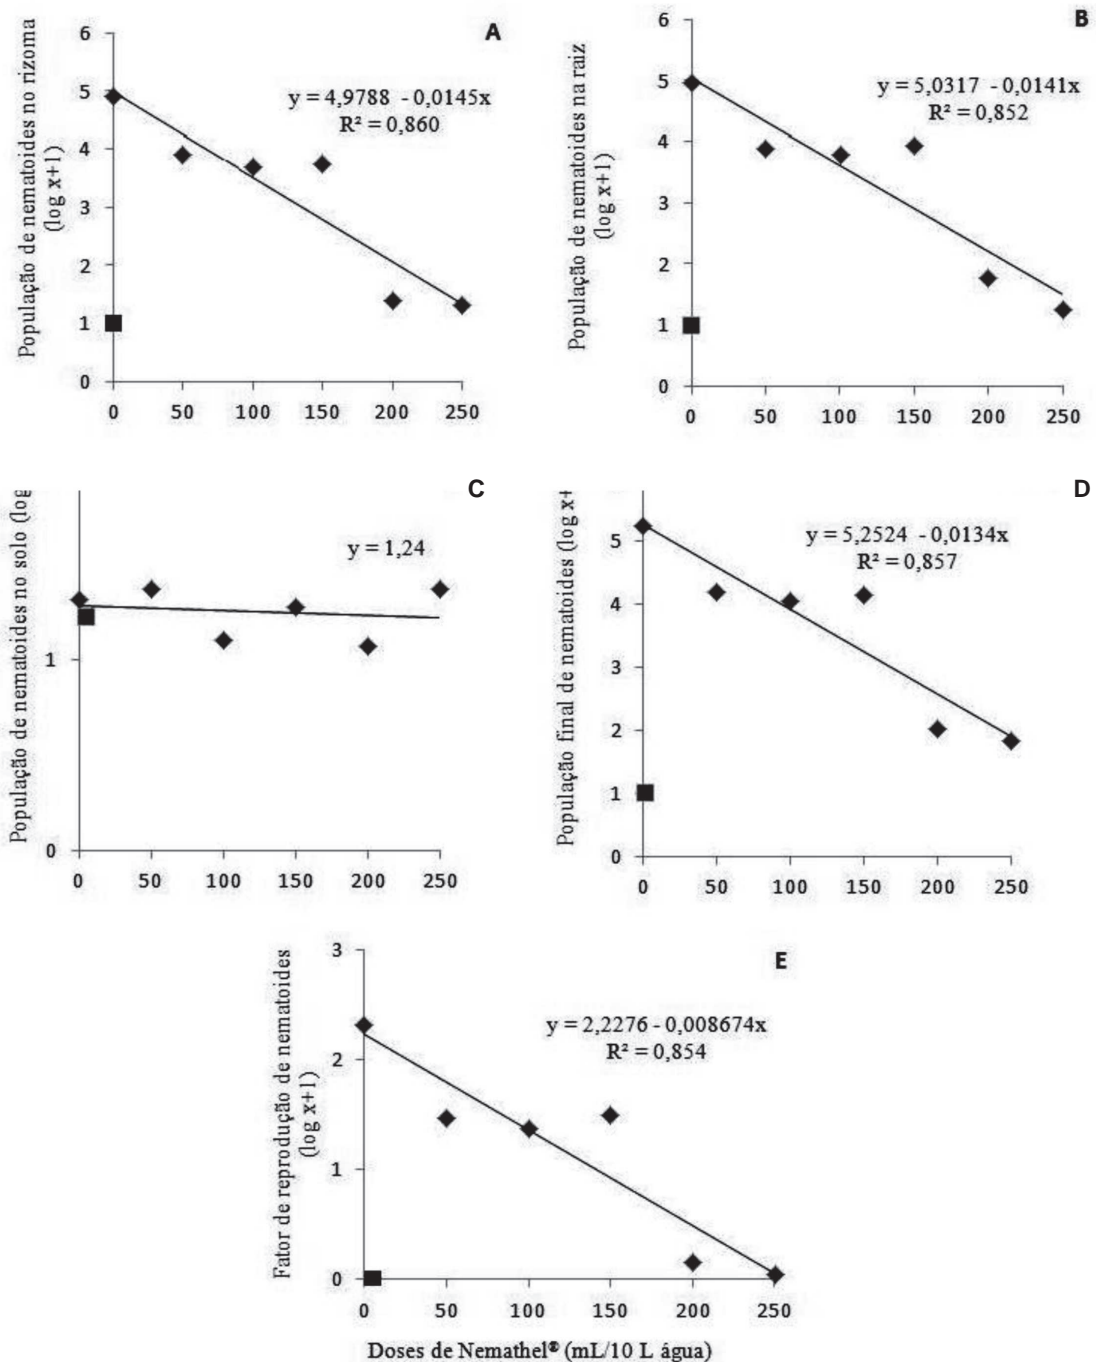 A
População de nematoides no rizoma
(log x+1)
6
5
4
3
2
1
0
y = 4,9788 - 0,0145x
R² = 0,860
0 50 100 150 200 250
B
População de nematoides na raiz
(log x+1)
6
5
4
3
2
1
0
y = 5,0317 - 0,0141x
R² = 0,852
0 50 100 150 200 250
C
População de nematoides no solo (log
1
0
y = 1,24
0 50 100 150 200 250
D
População final de nematoides (log x+
5
4
3
2
1
0
y = 5,2524 - 0,0134x
R² = 0,857
0 50 100 150 200 250
E
Fator de reprodução de nematoides
(log x+1)
3
2
1
0
y = 2,2276 - 0,008674x
R² = 0,854
0 50 100 150 200 250
Doses de Nemathel® (mL/10 L água)